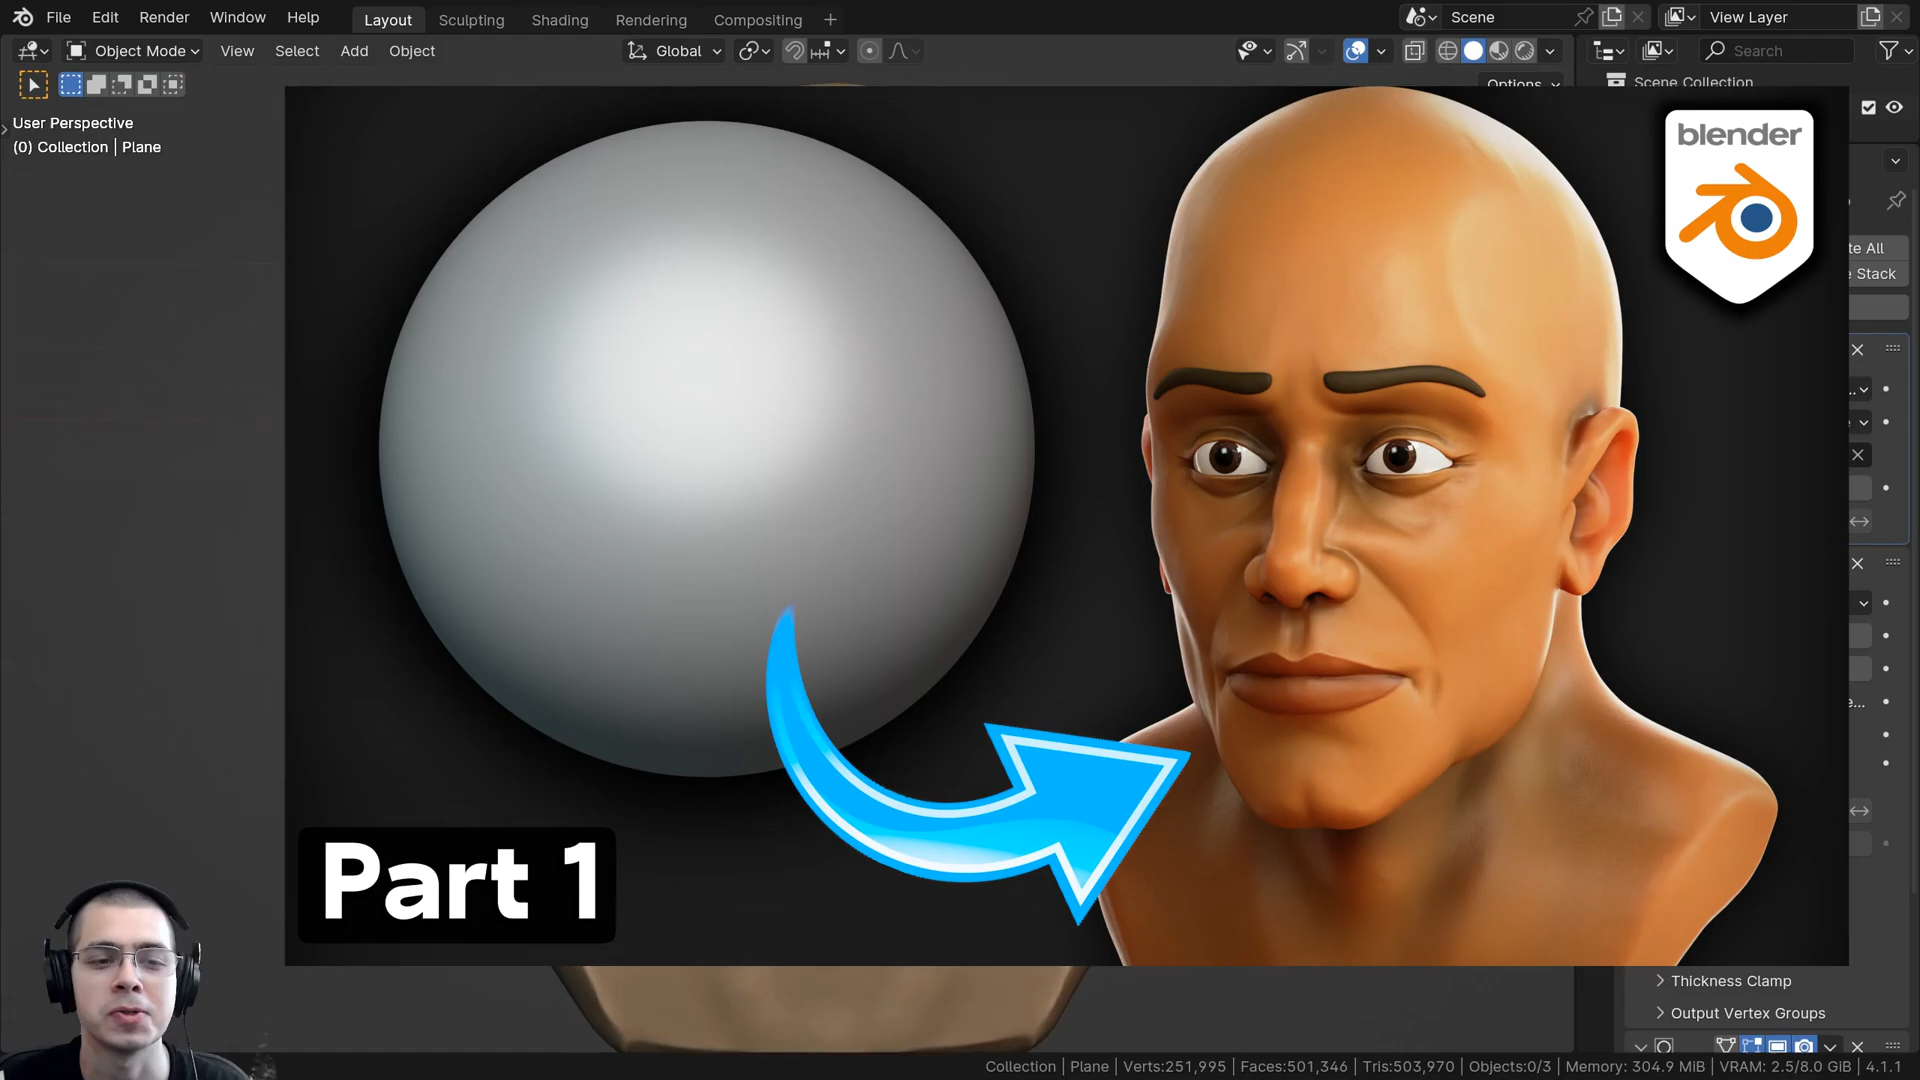 File Edit Render Window Help Layout Sculpting Shading Rendering Compositing + Scene View Layer
Object Mode View Select Add Object Global Search
Options
Scene Collection
User Perspective
(0) Collection | Plane
blender
te All
e Stack
Part 1
Thickness Clamp
Output Vertex Groups
Collection | Plane | Verts:251,995 | Faces:501,346 | Tris:503,970 | Objects:0/3 | Memory: 304.9 MiB | VRAM: 2.5/8.0 GiB | 4.1.1